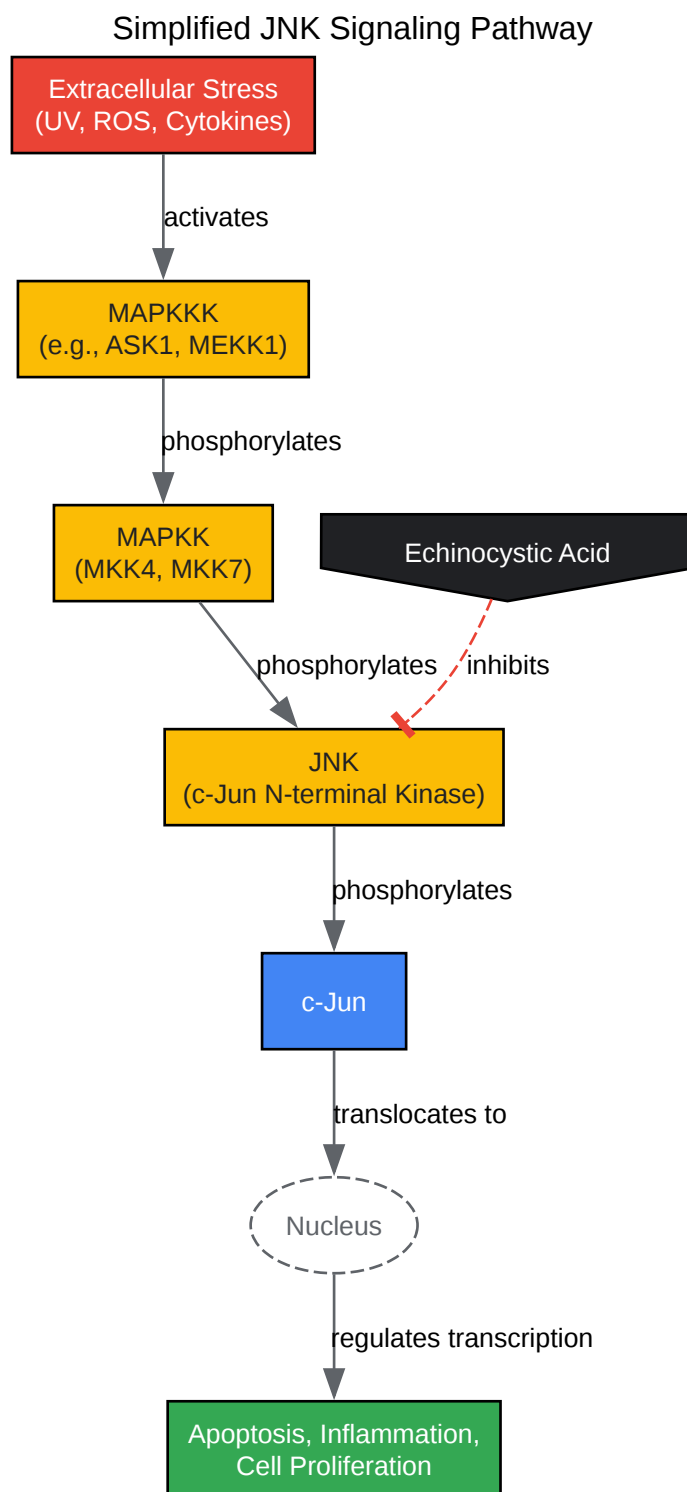 Simplified JNK Signaling Pathway
Extracellular Stress
(UV, ROS, Cytokines)
activates
MAPKKK
(e.g., ASK1, MEKK1)
phosphorylates
MAPKK
(MKK4, MKK7)
Echinocystic Acid
phosphorylates
inhibits
JNK
(c-Jun N-terminal Kinase)
phosphorylates
c-Jun
translocates to
Nucleus
regulates transcription
Apoptosis, Inflammation,
Cell Proliferation